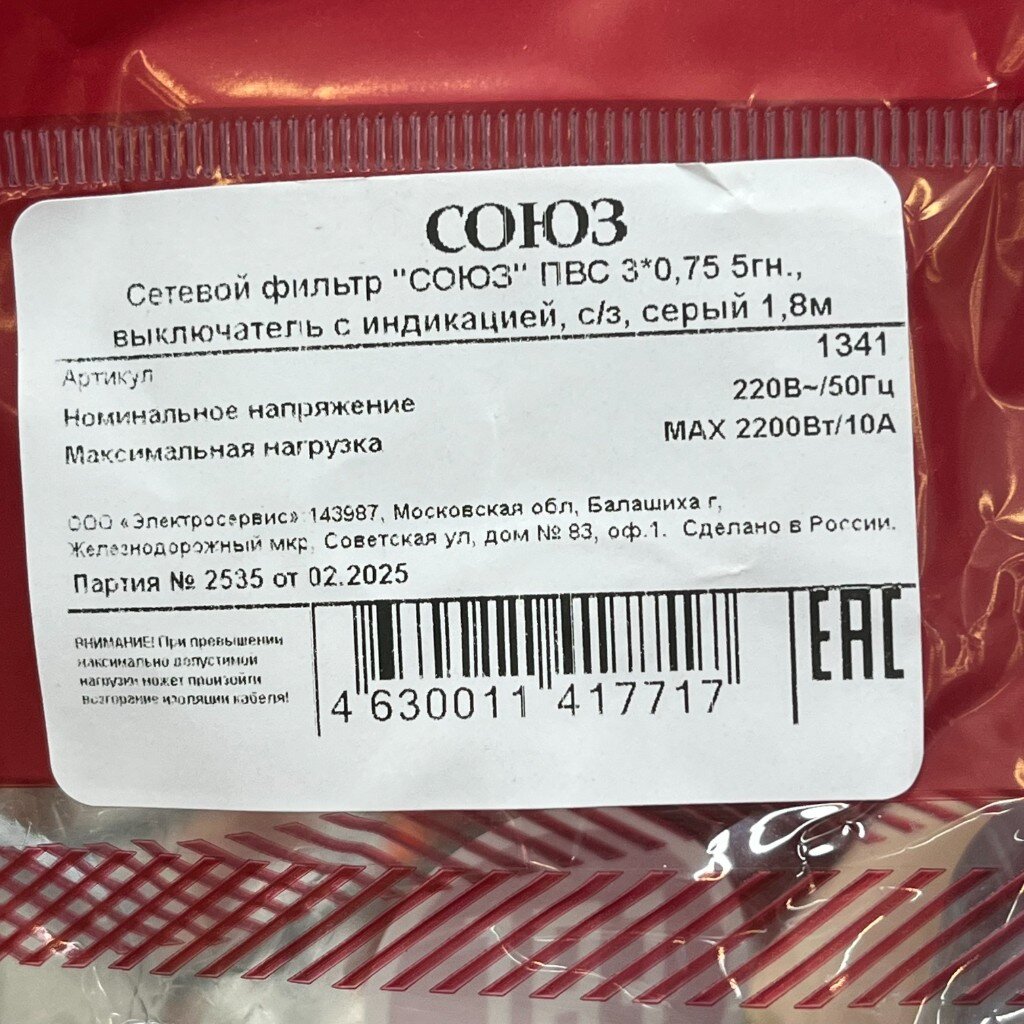 СОЮЗ
Сетевой фильтр "СОЮЗ" ПВС 3*0,75 5гн.,
выключатель с индикацией, с/з, серый 1,8м
Артикул 1341
Номинальное напряжение 220В~/50Гц
Максимальная нагрузка MAX 2200Вт/10А
ООО «Электросервис» 143987, Московская обл, Балашиха г,
Железнодорожный мкр, Советская ул, дом № 83, оф.1. Сделано в России.
Партия № 2535 от 02.2025
ВНИМАНИЕ! При превышении
максимально допустимой
нагрузки может произойти
возгорание изоляции кабеля!
4 630011 417717
EAC